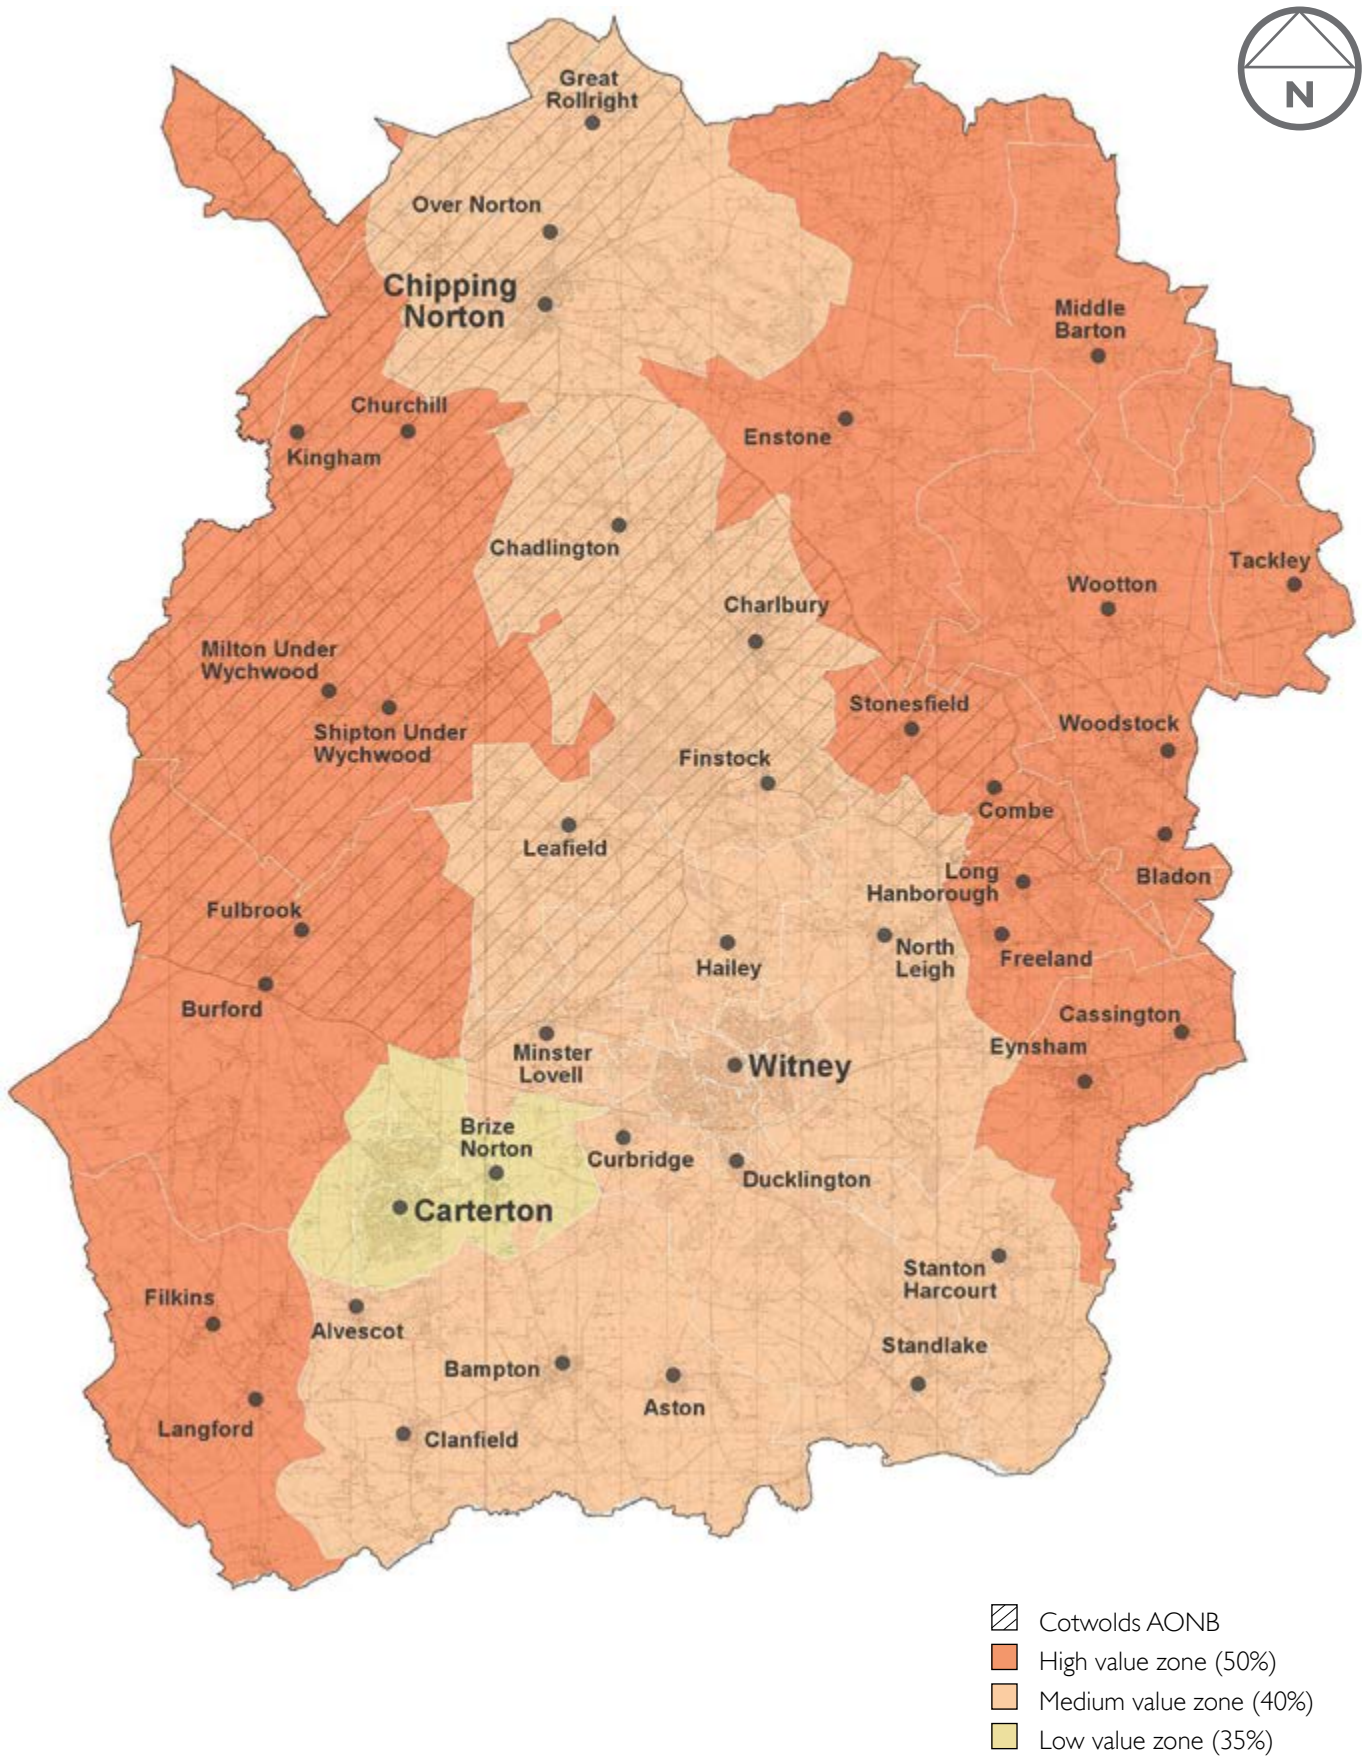 N
Great
Rollright
Over Norton
Chipping
Norton
Middle
Barton
Churchill
Kingham
Enstone
Chadlington
Tackley
Wootton
Charlbury
Milton Under
Wychwood
Shipton Under
Wychwood
Stonesfield
Woodstock
Finstock
Combe
Leafield
Long
Hanborough
Bladon
Fulbrook
North
Leigh
Freeland
Hailey
Burford
Cassington
Eynsham
Minster
Lovell
Witney
Brize
Norton
Curbridge
Ducklington
Carterton
Stanton
Harcourt
Filkins
Alvescot
Standlake
Bampton
Aston
Langford
Clanfield
Cotwolds AONB
High value zone (50%)
Medium value zone (40%)
Low value zone (35%)